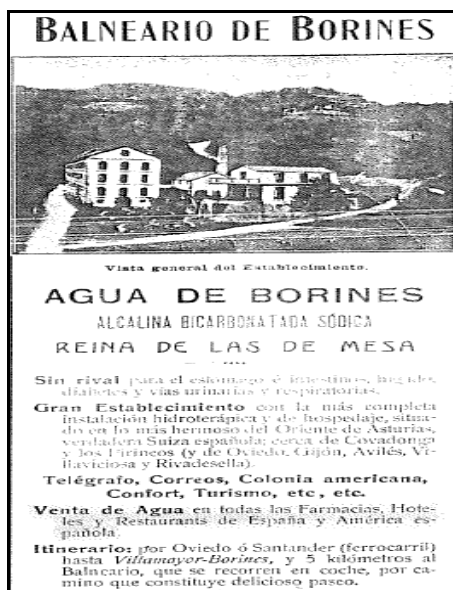 BALNEARIO DE BORINES
Vista general del Establecimiento.
AGUA DE BORINES
ALCALINA BICARBONATADA SÓDICA
REINA DE LAS DE MESA
Sin rival para el estómago é intestinos, hígado,
diabetes y vías urinarias y respiratorias.
Gran Establecimiento con la más completa
instalación hidroterápica y de hospedaje, situa-
do en lo más hermoso del Oriente de Asturias,
verdadera Suiza española; cerca de Covadonga
y los Pirineos (y de Oviedo, Gijón, Avilés, Vi-
llaviciosa y Rivadesella).
Telégrafo, Correos, Colonia americana,
Confort, Turismo, etc, etc.
Venta de Agua en todas las Farmacias, Hote-
les y Restaurants de España y América es-
pañola.
Itinerario: por Oviedo ó Santander (ferrocarril)
hasta Villamayor-Borines, y 5 kilómetros al
Balneario, que se recorren en coche, por ca-
mino que constituye delicioso paseo.